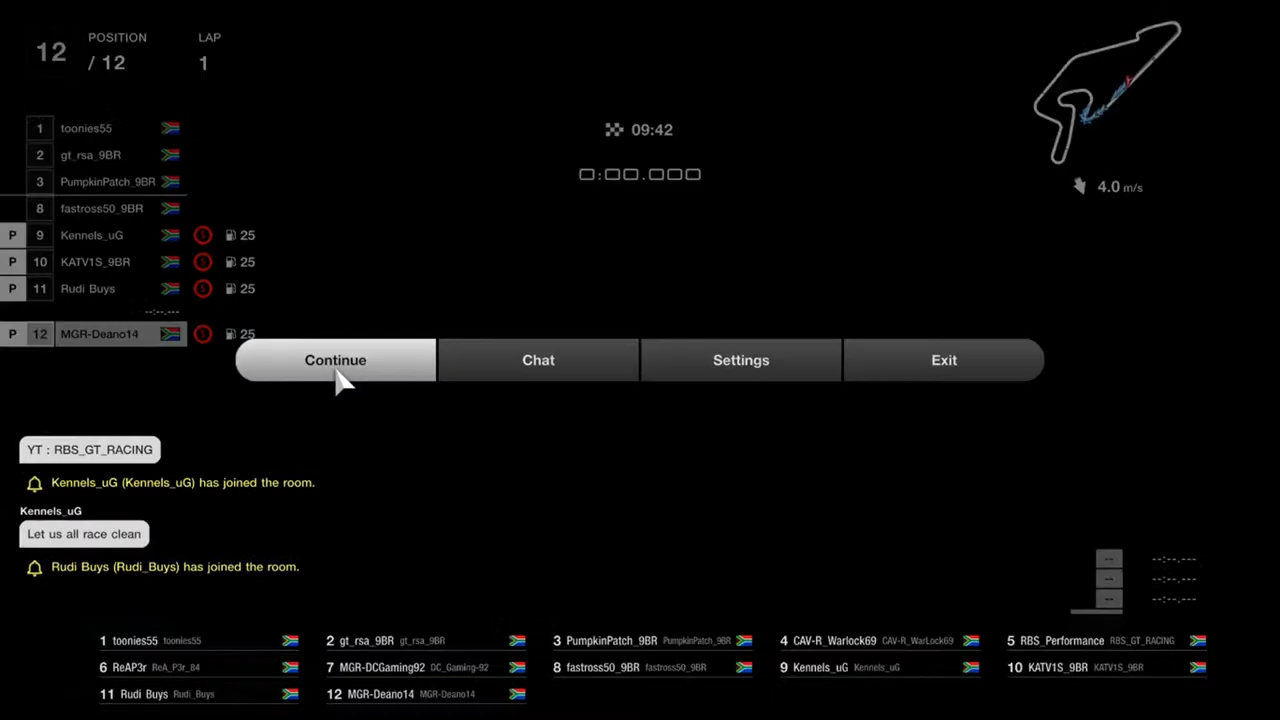 POSITION
12 / 12
LAP
1
1 toonies55
2 gt_rsa_9BR
3 PumpkinPatch_9BR
8 fastross50_9BR
P 9 Kennels_uG 25
P 10 KATV1S_9BR 25
P 11 Rudi Buys 25
--:--.---
P 12 MGR-Deano14 25
09:42
0:00.000
4.0 m/s
Continue
Chat
Settings
Exit
YT : RBS_GT_RACING
Kennels_uG (Kennels_uG) has joined the room.
Kennels_uG
Let us all race clean
Rudi Buys (Rudi_Buys) has joined the room.
-- --:--.---
-- --:--.---
-- --:--.---
1 toonies55 toonies55
2 gt_rsa_9BR gt_rsa_9BR
3 PumpkinPatch_9BR PumpkinPatch_9BR
4 CAV-R_Warlock69 CAV-R_Warlock69
5 RBS_Performance RBS_GT_RACING
6 ReAP3r ReA_P3r_84
7 MGR-DCGaming92 DC_Gaming-92
8 fastross50_9BR fastross50_9BR
9 Kennels_uG Kennels_uG
10 KATV1S_9BR KATV1S_9BR
11 Rudi Buys Rudi_Buys
12 MGR-Deano14 MGR-Deano14